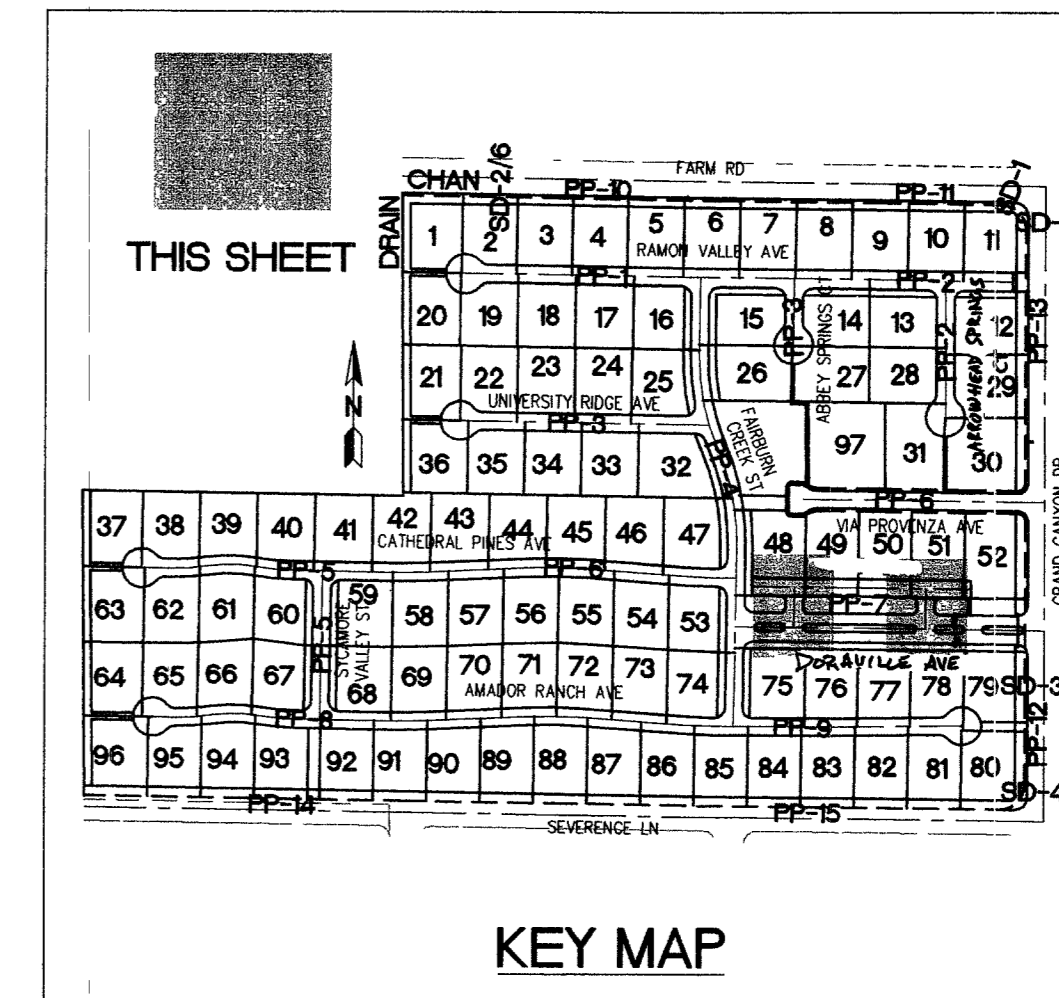 THIS SHEET
FARM RD
CHAN SD-2/6 PP-10 PP-11 SD-1
DRAIN
SD-
1 2 3 4 5 6 7 8 9 10 11
RAMON VALLEY AVE
PP-1 PP-2
20 19 18 17 16 15 PP-3 14 13 PP-2 12 PP-13
ABBEY SPRINGS CT
ARROWHEAD SPRINGS CT
21 22 23 24 25 26 27 28 29
UNIVERSITY RIDGE AVE
PP-3
FAIRBURN CREEK ST
PP-4
N
36 35 34 33 32 97 31 30
PP-6
VIA PROVENZA AVE
GRAND CANYON DR
37 38 39 40 41 42 43 44 45 46 47 48 49 50 51 52
CATHEDRAL PINES AVE
PP-5 PP-6
63 62 61 60 59 58 57 56 55 54 53
PP-5
SYCAMORE VALLEY ST
PP-7
DORAVILLE AVE
64 65 66 67 68 69 70 71 72 73 74 75 76 77 78 79 SD-3
AMADOR RANCH AVE
PP-8 PP-9 PP-12
96 95 94 93 92 91 90 89 88 87 86 85 84 83 82 81 80
SD-4
PP-14 PP-15
SEVERENCE LN
KEY MAP